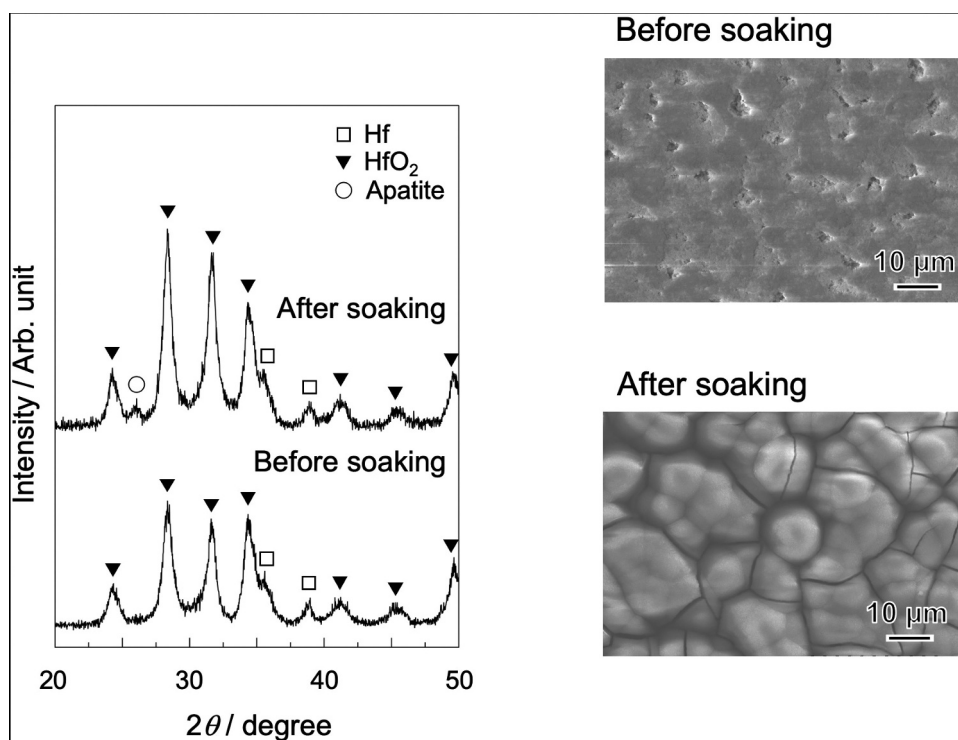 Before soaking
10 μm
□ Hf
▼ HfO₂
○ Apatite
After soaking
Before soaking
Intensity / Arb. unit
20 30 40 50
2θ / degree
After soaking
10 μm